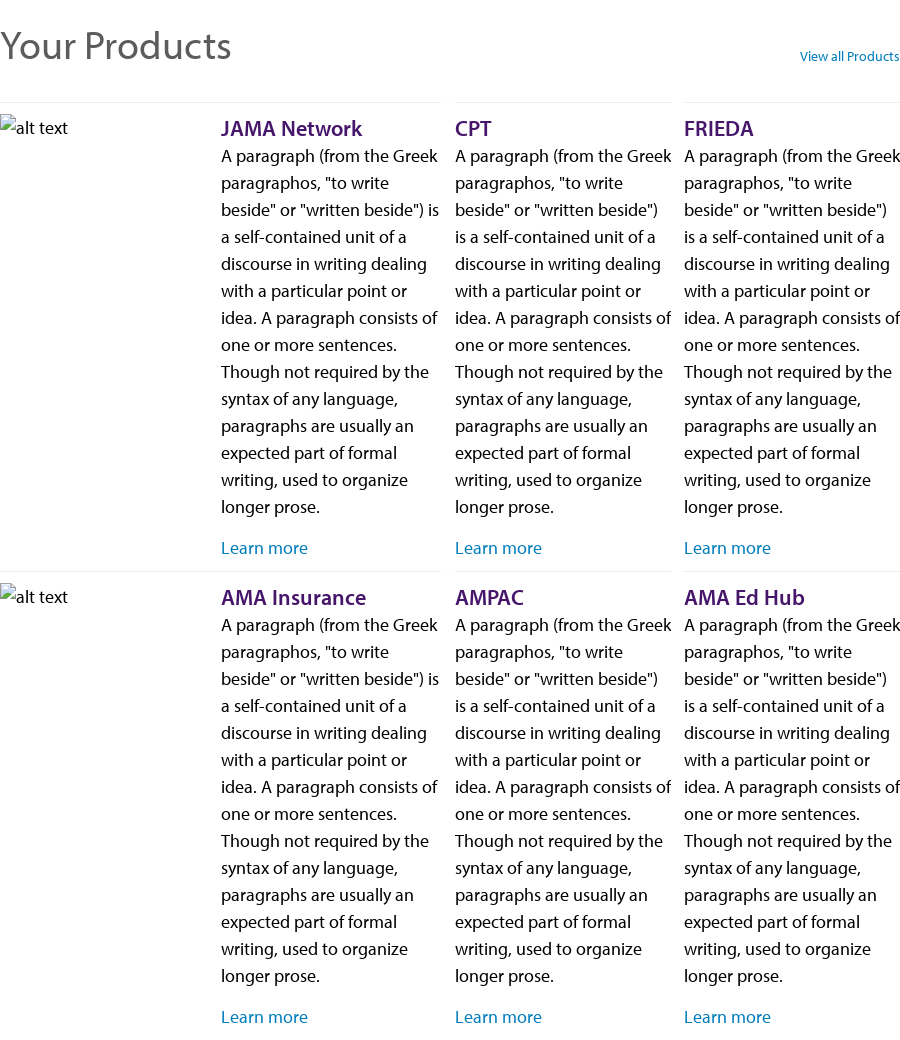 Your Products
View all Products
alt text
JAMA Network
A paragraph (from the Greek
paragraphos, "to write
beside" or "written beside") is
a self-contained unit of a
discourse in writing dealing
with a particular point or
idea. A paragraph consists of
one or more sentences.
Though not required by the
syntax of any language,
paragraphs are usually an
expected part of formal
writing, used to organize
longer prose.
Learn more
CPT
A paragraph (from the Greek
paragraphos, "to write
beside" or "written beside")
is a self-contained unit of a
discourse in writing dealing
with a particular point or
idea. A paragraph consists of
one or more sentences.
Though not required by the
syntax of any language,
paragraphs are usually an
expected part of formal
writing, used to organize
longer prose.
Learn more
FRIEDA
A paragraph (from the Greek
paragraphos, "to write
beside" or "written beside")
is a self-contained unit of a
discourse in writing dealing
with a particular point or
idea. A paragraph consists of
one or more sentences.
Though not required by the
syntax of any language,
paragraphs are usually an
expected part of formal
writing, used to organize
longer prose.
Learn more
alt text
AMA Insurance
A paragraph (from the Greek
paragraphos, "to write
beside" or "written beside") is
a self-contained unit of a
discourse in writing dealing
with a particular point or
idea. A paragraph consists of
one or more sentences.
Though not required by the
syntax of any language,
paragraphs are usually an
expected part of formal
writing, used to organize
longer prose.
Learn more
AMPAC
A paragraph (from the Greek
paragraphos, "to write
beside" or "written beside")
is a self-contained unit of a
discourse in writing dealing
with a particular point or
idea. A paragraph consists of
one or more sentences.
Though not required by the
syntax of any language,
paragraphs are usually an
expected part of formal
writing, used to organize
longer prose.
Learn more
AMA Ed Hub
A paragraph (from the Greek
paragraphos, "to write
beside" or "written beside")
is a self-contained unit of a
discourse in writing dealing
with a particular point or
idea. A paragraph consists of
one or more sentences.
Though not required by the
syntax of any language,
paragraphs are usually an
expected part of formal
writing, used to organize
longer prose.
Learn more